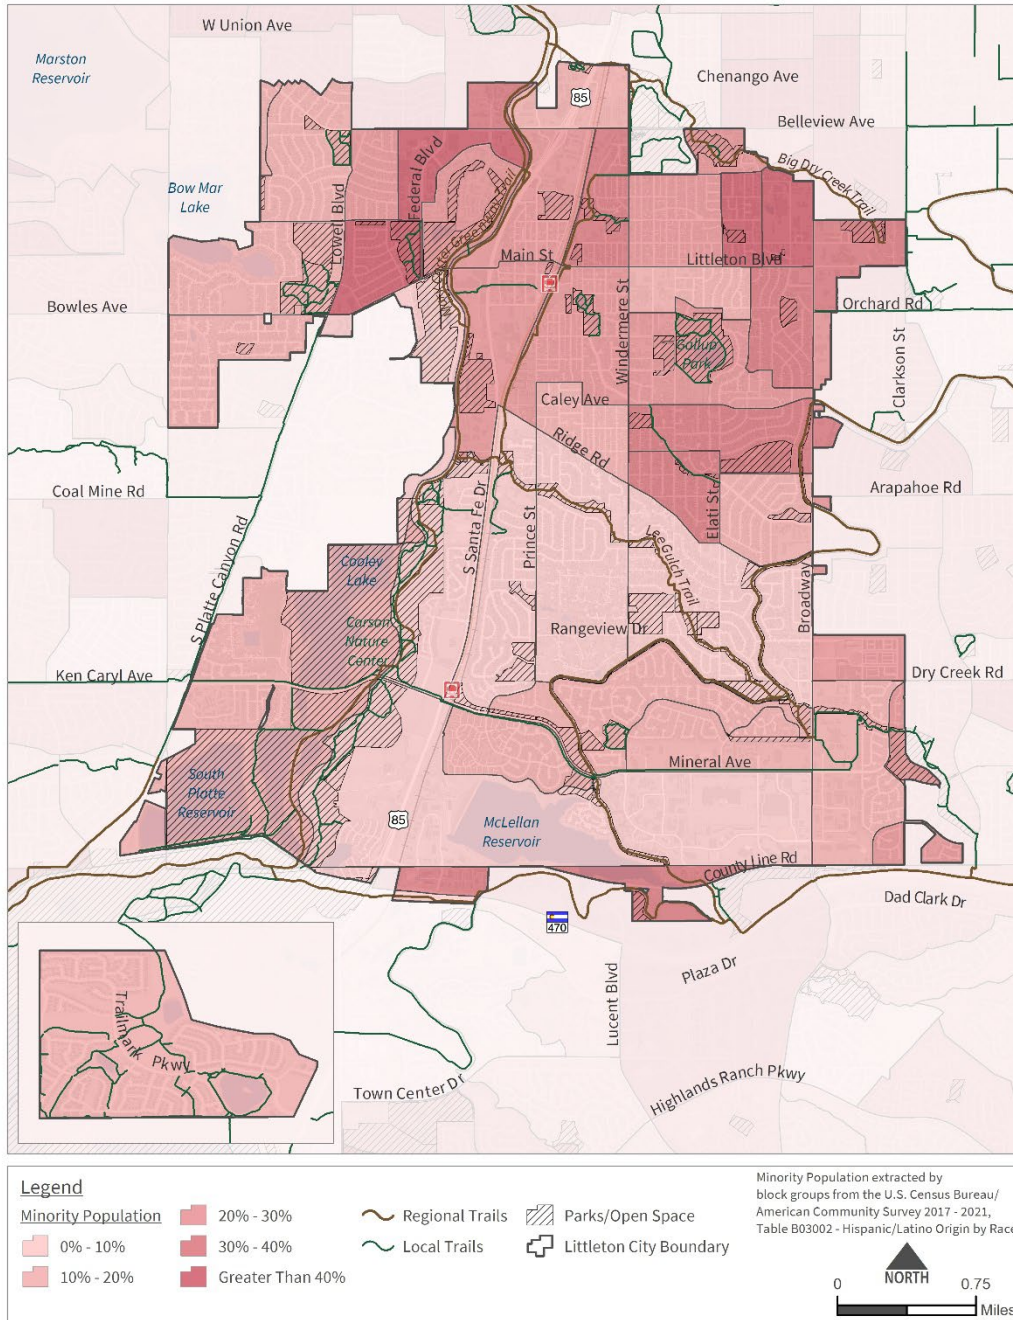 W Union Ave
Marston
Reservoir
Chenango Ave
85
Belleview Ave
Big Dry Creek Trail
Bow Mar
Lake
Federal Blvd
Lowell Blvd
Main St
Littleton Blvd
Bowles Ave
Orchard Rd
Windermere St
Gallup
Park
Clarkson St
Caley Ave
Ridge Rd
Coal Mine Rd
Arapahoe Rd
Elati St
S Santa Fe Dr
Prince St
Lee Gulch Trail
S Platte Canyon Rd
Cooley
Lake
Carson
Nature
Center
Rangeview Dr
Broadway
Ken Caryl Ave
Dry Creek Rd
Mineral Ave
South
Platte
Reservoir
85
McLellan
Reservoir
County Line Rd
Dad Clark Dr
470
Plaza Dr
Lucent Blvd
Trailmark Pkwy
Town Center Dr
Highlands Ranch Pkwy
Legend
Minority Population
0% - 10%
10% - 20%
20% - 30%
30% - 40%
Greater Than 40%
Regional Trails
Local Trails
Parks/Open Space
Littleton City Boundary
Minority Population extracted by
block groups from the U.S. Census Bureau/
American Community Survey 2017 - 2021,
Table B03002 - Hispanic/Latino Origin by Race
NORTH
0 0.75
Miles